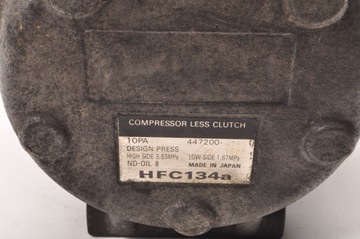 COMPRESSOR LESS CLUTCH
10PA 447200-
DESIGN PRESS
HIGH SIDE 3.53MPa LOW SIDE 1.67MPa
ND-OIL 8 MADE IN JAPAN
HFC134a